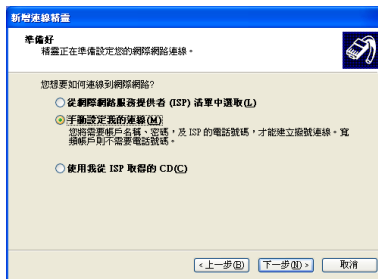 新增連線精靈
準備好
精靈正在準備設定您的網際網路連線。
您想要如何連線到網際網路?
從網際網路服務提供者 (ISP) 清單中選取(L)
手動設定我的連線(M)
您將需要帳戶名稱、密碼,及 ISP 的電話號碼,才能建立撥號連線。寬
頻帳戶則不需要電話號碼。
使用我從 ISP 取得的 CD(C)
<上一步(B) 下一步(N)> 取消